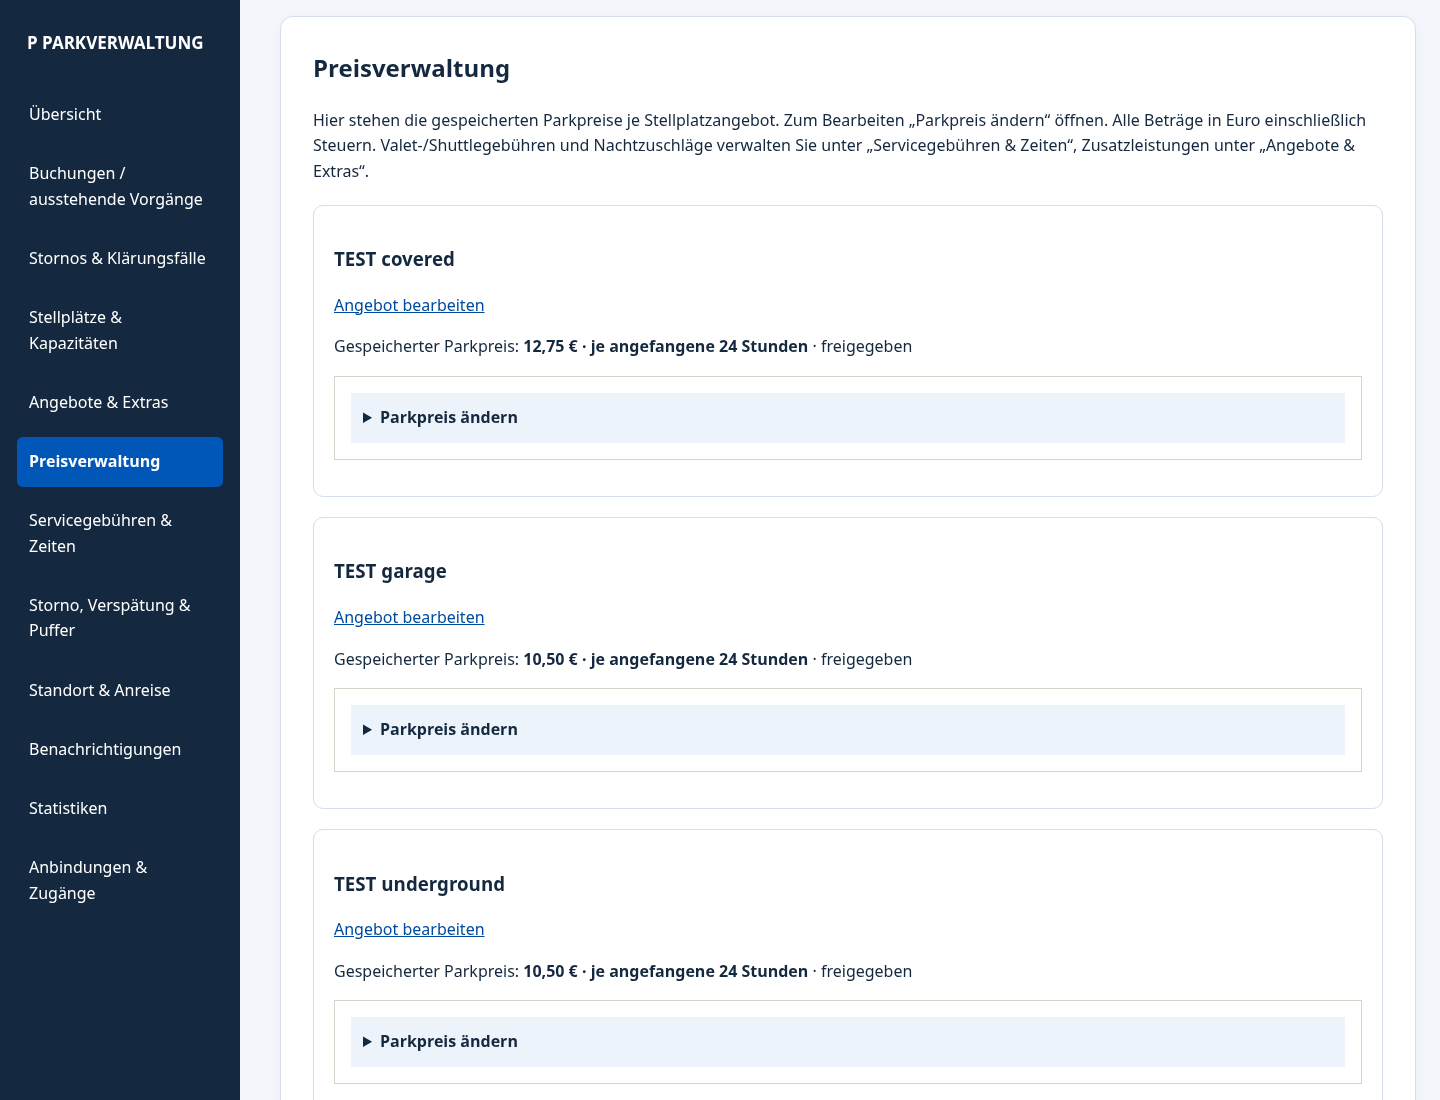 P PARKVERWALTUNG
Übersicht
Buchungen /
ausstehende Vorgänge
Stornos & Klärungsfälle
Stellplätze &
Kapazitäten
Angebote & Extras
Preisverwaltung
Servicegebühren &
Zeiten
Storno, Verspätung &
Puffer
Standort & Anreise
Benachrichtigungen
Statistiken
Anbindungen &
Zugänge
Preisverwaltung
Hier stehen die gespeicherten Parkpreise je Stellplatzangebot. Zum Bearbeiten „Parkpreis ändern“ öffnen. Alle Beträge in Euro einschließlich
Steuern. Valet-/Shuttlegebühren und Nachtzuschläge verwalten Sie unter „Servicegebühren & Zeiten“, Zusatzleistungen unter „Angebote &
Extras“.
TEST covered
Angebot bearbeiten
Gespeicherter Parkpreis: 12,75 € · je angefangene 24 Stunden · freigegeben
▶ Parkpreis ändern
TEST garage
Angebot bearbeiten
Gespeicherter Parkpreis: 10,50 € · je angefangene 24 Stunden · freigegeben
▶ Parkpreis ändern
TEST underground
Angebot bearbeiten
Gespeicherter Parkpreis: 10,50 € · je angefangene 24 Stunden · freigegeben
▶ Parkpreis ändern